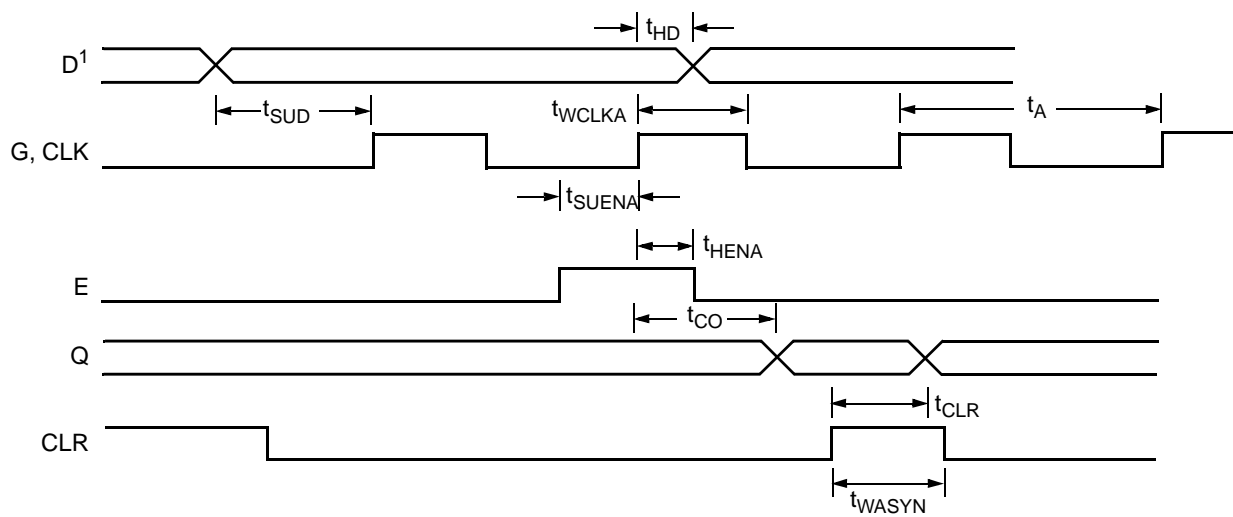 tHD
D1
tSUD
tWCLKA
tA
G, CLK
tSUENA
tHENA
E
tCO
Q
tCLR
CLR
tWASYN